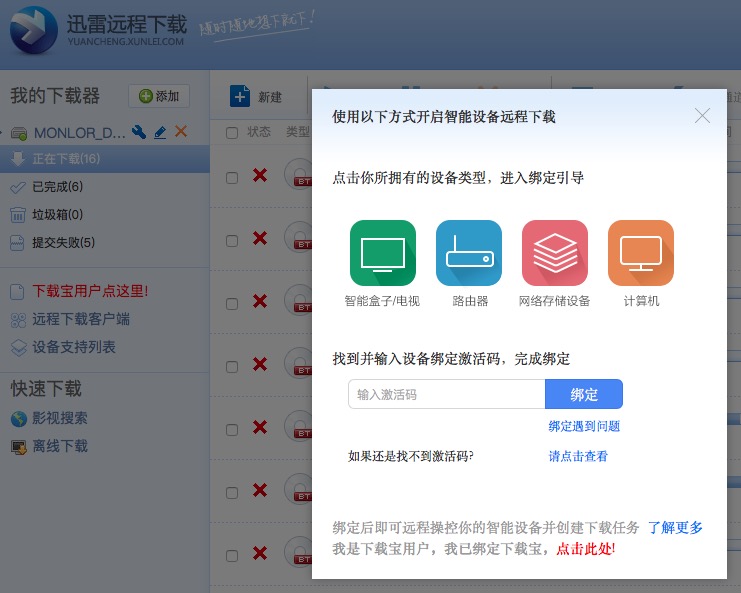 迅雷远程下载
YUANCHENG.XUNLEI.COM
随时随地想下就下!
我的下载器
添加
MONLOR_D...
正在下载(16)
已完成(6)
垃圾箱(0)
提交失败(5)
下载宝用户点这里!
远程下载客户端
设备支持列表
快速下载
影视搜索
离线下载
新建
状态 类型
BT
BT
BT
BT
BT
BT
BT
使用以下方式开启智能设备远程下载
点击你所拥有的设备类型，进入绑定引导
智能盒子/电视 路由器 网络存储设备 计算机
找到并输入设备绑定激活码，完成绑定
输入激活码 绑定
绑定遇到问题
如果还是找不到激活码? 请点击查看
绑定后即可远程操控你的智能设备并创建下载任务 了解更多
我是下载宝用户，我已绑定下载宝，点击此处!